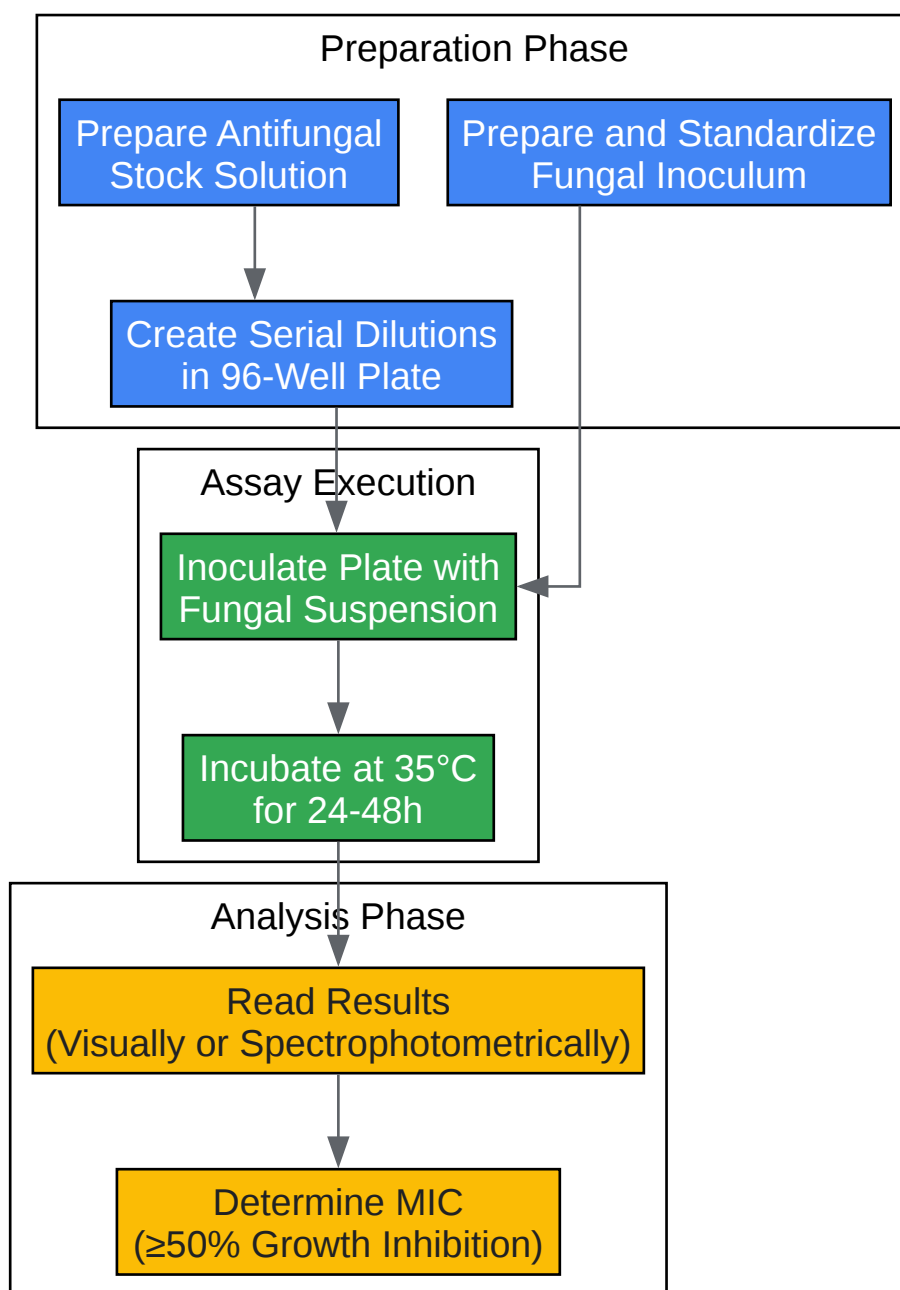 Preparation Phase
Prepare Antifungal
Stock Solution
Prepare and Standardize
Fungal Inoculum
Create Serial Dilutions
in 96-Well Plate
Assay Execution
Inoculate Plate with
Fungal Suspension
Incubate at 35°C
for 24-48h
Analysis Phase
Read Results
(Visually or Spectrophotometrically)
Determine MIC
(≥50% Growth Inhibition)